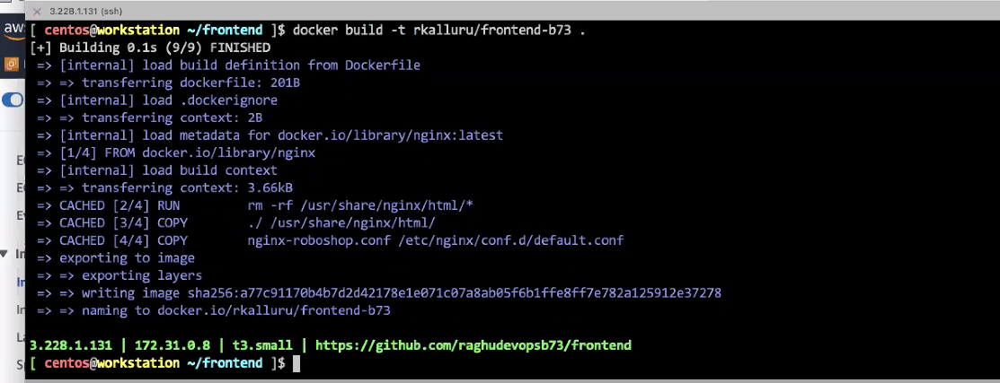 3.228.1.131 (ssh)
aws
[ centos@workstation ~/frontend ]$ docker build -t rkalluru/frontend-b73 .
[+] Building 0.1s (9/9) FINISHED
=> [internal] load build definition from Dockerfile
=> => transferring dockerfile: 201B
=> [internal] load .dockerignore
=> => transferring context: 2B
=> [internal] load metadata for docker.io/library/nginx:latest
=> [1/4] FROM docker.io/library/nginx
=> [internal] load build context
=> => transferring context: 3.66kB
=> CACHED [2/4] RUN rm -rf /usr/share/nginx/html/*
=> CACHED [3/4] COPY ./ /usr/share/nginx/html/
=> CACHED [4/4] COPY nginx-roboshop.conf /etc/nginx/conf.d/default.conf
=> exporting to image
=> => exporting layers
=> => writing image sha256:a77c91170b4b7d2d42178e1e071c07a8ab05f6b1ffe8ff7e782a125912e37278
=> => naming to docker.io/rkalluru/frontend-b73
3.228.1.131 | 172.31.0.8 | t3.small | https://github.com/raghudevopsb73/frontend
[ centos@workstation ~/frontend ]$